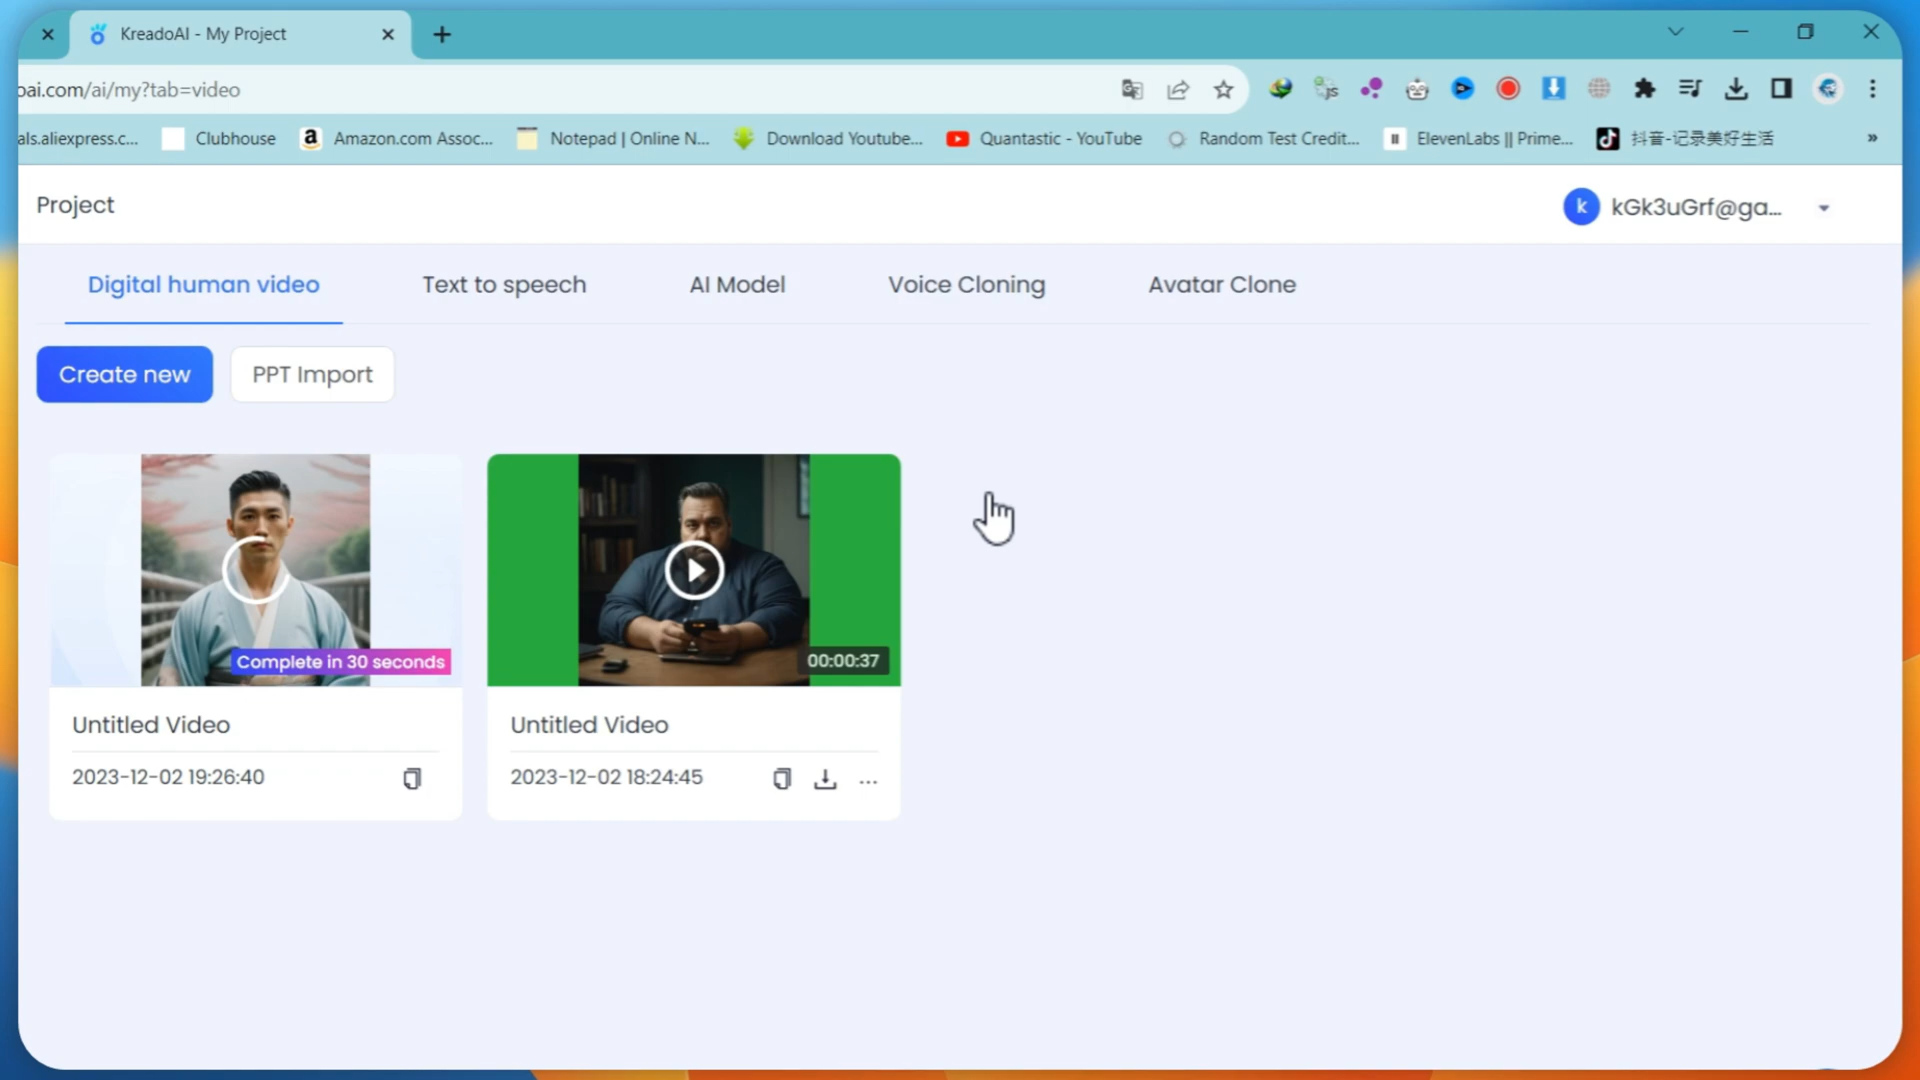 KreadoAI - My Project
oai.com/ai/my?tab=video
als.aliexpress.c... Clubhouse Amazon.com Assoc... Notepad | Online N... Download Youtube... Quantastic - YouTube Random Test Credit... ElevenLabs || Prime... 抖音-记录美好生活 »
Project
k kGk3uGrf@ga...
Digital human video Text to speech AI Model Voice Cloning Avatar Clone
Create new PPT Import
Complete in 30 seconds
00:00:37
Untitled Video
2023-12-02 19:26:40
Untitled Video
2023-12-02 18:24:45 ...